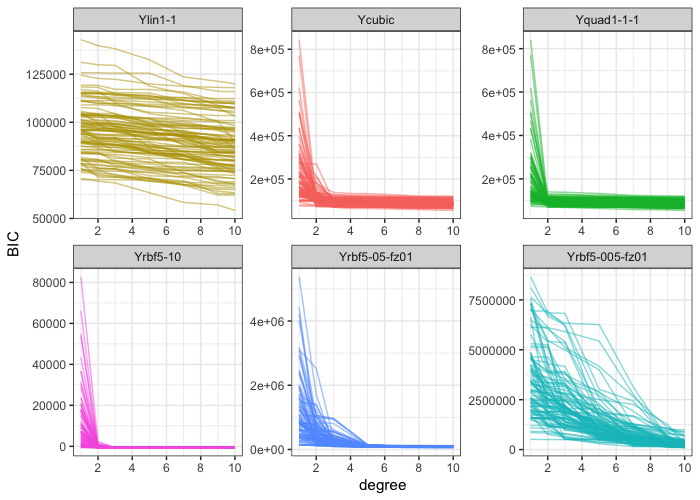 Ylin1-1
Ycubic
Yquad1-1-1
125000
100000
75000
50000
8e+05
6e+05
4e+05
2e+05
8e+05
6e+05
4e+05
2e+05
2 4 6 8 10
2 4 6 8 10
2 4 6 8 10
BIC
Yrbf5-10
Yrbf5-05-fz01
Yrbf5-005-fz01
80000
60000
40000
20000
0
4e+06
2e+06
0e+00
7500000
5000000
2500000
0
2 4 6 8 10
2 4 6 8 10
2 4 6 8 10
degree